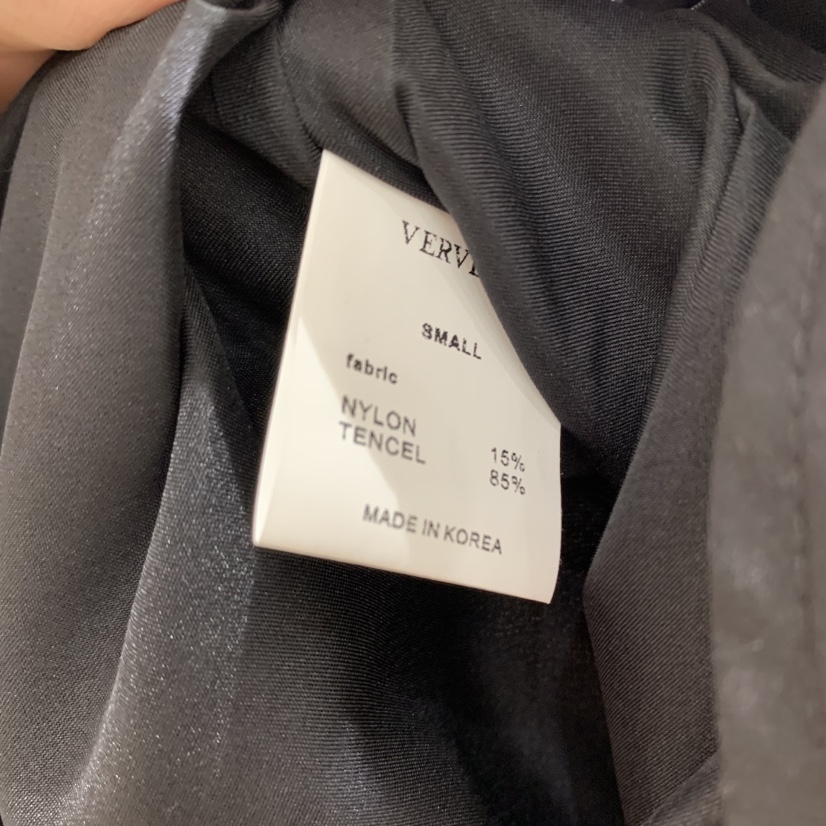 SMALL
fabric
NYLON 15%
TENCEL 85%
MADE IN KOREA